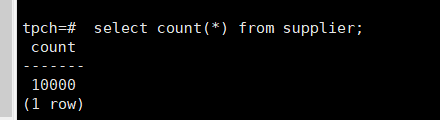 tpch=#  select count(*) from supplier;
 count
-------
 10000
(1 row)